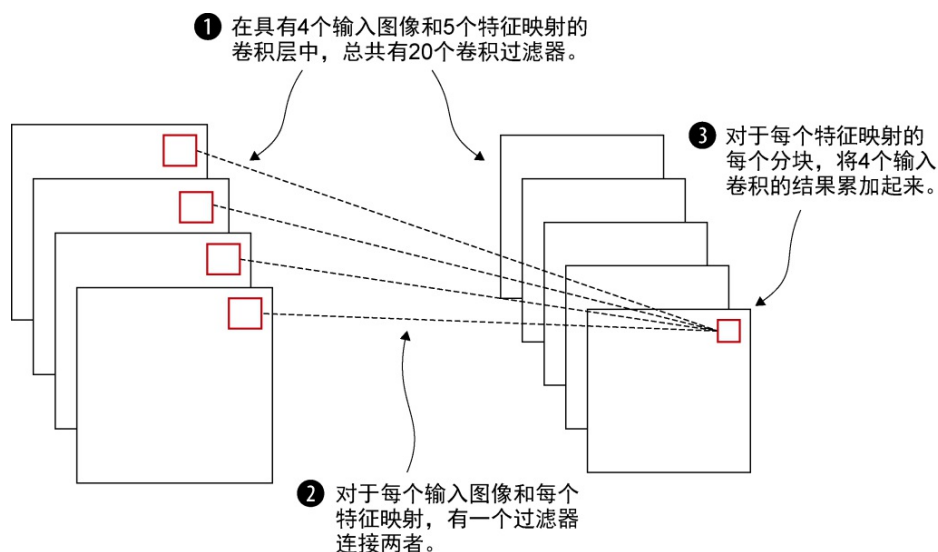 ❶ 在具有4个输入图像和5个特征映射的
卷积层中，总共有20个卷积过滤器。
❸ 对于每个特征映射的
每个分块，将4个输入
卷积的结果累加起来。
❷ 对于每个输入图像和每个
特征映射，有一个过滤器
连接两者。